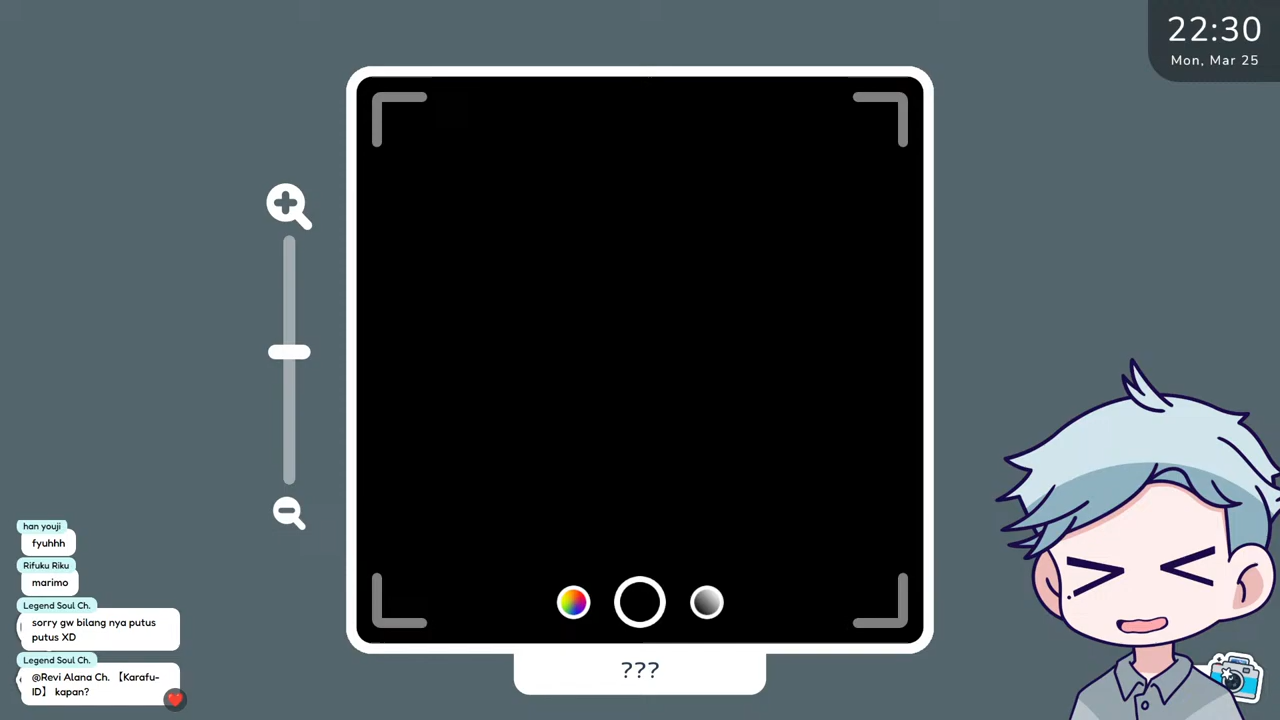 22:30
Mon, Mar 25
???
han youji
fyuhhh
Rifuku Riku
marimo
Legend Soul Ch.
sorry gw bilang nya putus
putus XD
Legend Soul Ch.
@Revi Alana Ch. 【Karafu-
ID】 kapan?